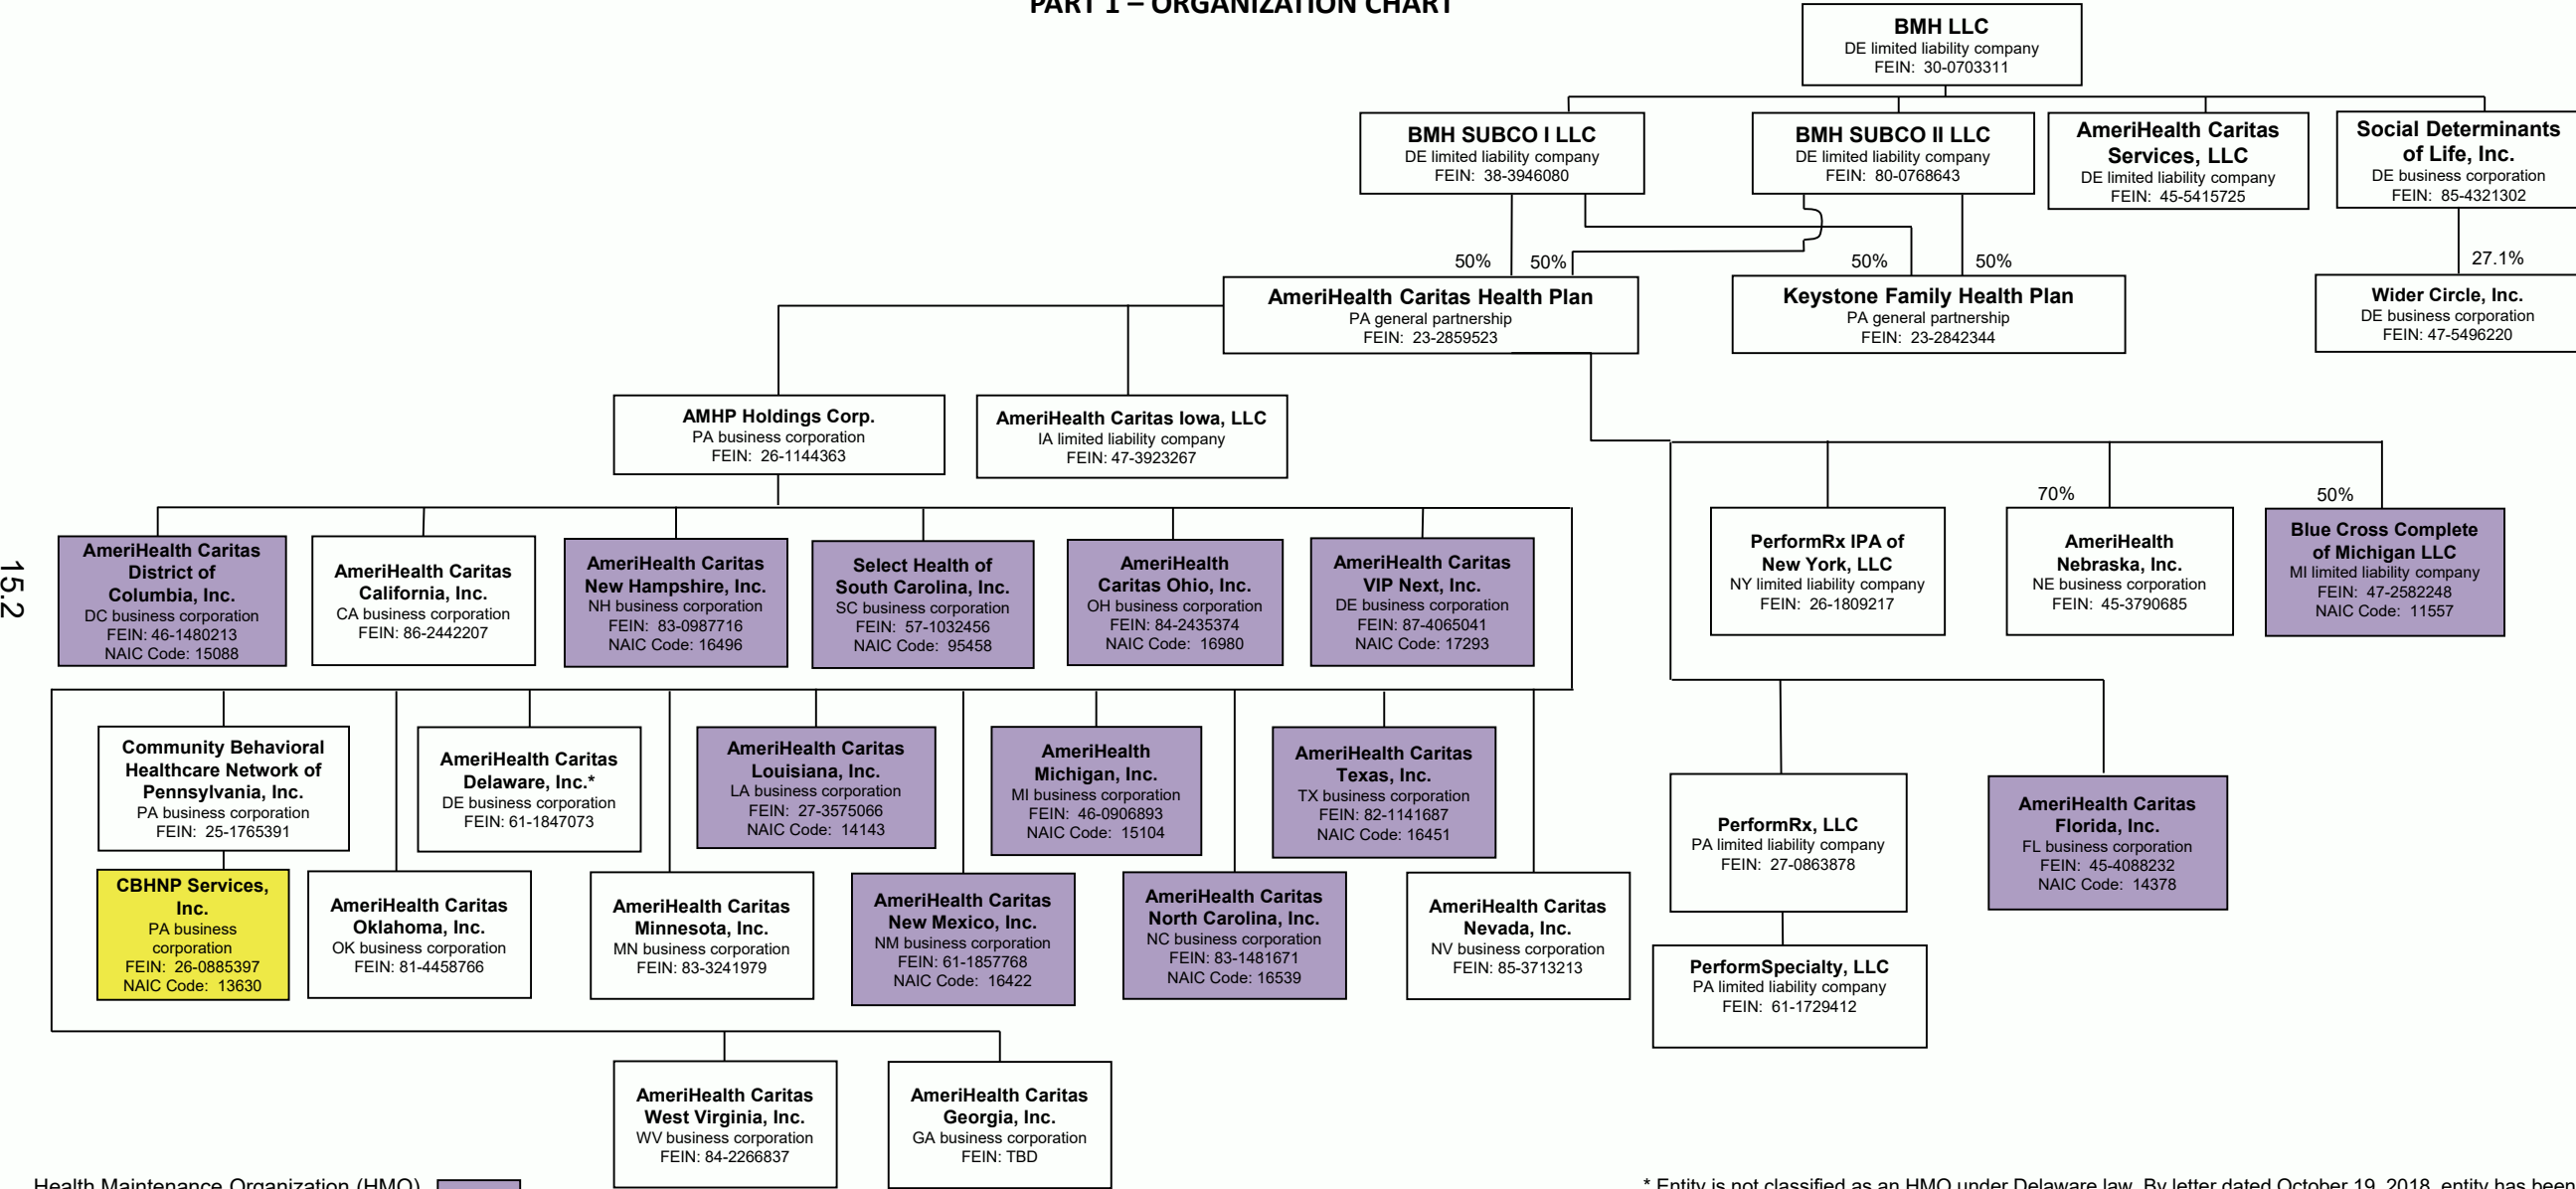 PART 1 – ORGANIZATION CHART
BMH LLC
DE limited liability company
FEIN: 30-0703311
BMH SUBCO I LLC
DE limited liability company
FEIN: 38-3946080
BMH SUBCO II LLC
DE limited liability company
FEIN: 80-0768643
AmeriHealth Caritas
Services, LLC
DE limited liability company
FEIN: 45-5415725
Social Determinants
of Life, Inc.
DE business corporation
FEIN: 85-4321302
50%
50%
50%
50%
27.1%
AmeriHealth Caritas Health Plan
PA general partnership
FEIN: 23-2859523
Keystone Family Health Plan
PA general partnership
FEIN: 23-2842344
Wider Circle, Inc.
DE business corporation
FEIN: 47-5496220
AMHP Holdings Corp.
PA business corporation
FEIN: 26-1144363
AmeriHealth Caritas Iowa, LLC
IA limited liability company
FEIN: 47-3923267
70%
50%
15.2
AmeriHealth Caritas
District of
Columbia, Inc.
DC business corporation
FEIN: 46-1480213
NAIC Code: 15088
AmeriHealth Caritas
California, Inc.
CA business corporation
FEIN: 86-2442207
AmeriHealth Caritas
New Hampshire, Inc.
NH business corporation
FEIN: 83-0987716
NAIC Code: 16496
Select Health of
South Carolina, Inc.
SC business corporation
FEIN: 57-1032456
NAIC Code: 95458
AmeriHealth
Caritas Ohio, Inc.
OH business corporation
FEIN: 84-2435374
NAIC Code: 16980
AmeriHealth Caritas
VIP Next, Inc.
DE business corporation
FEIN: 87-4065041
NAIC Code: 17293
PerformRx IPA of
New York, LLC
NY limited liability company
FEIN: 26-1809217
AmeriHealth
Nebraska, Inc.
NE business corporation
FEIN: 45-3790685
Blue Cross Complete
of Michigan LLC
MI limited liability company
FEIN: 47-2582248
NAIC Code: 11557
Community Behavioral
Healthcare Network of
Pennsylvania, Inc.
PA business corporation
FEIN: 25-1765391
AmeriHealth Caritas
Delaware, Inc.*
DE business corporation
FEIN: 61-1847073
AmeriHealth Caritas
Louisiana, Inc.
LA business corporation
FEIN: 27-3575066
NAIC Code: 14143
AmeriHealth
Michigan, Inc.
MI business corporation
FEIN: 46-0906893
NAIC Code: 15104
AmeriHealth Caritas
Texas, Inc.
TX business corporation
FEIN: 82-1141687
NAIC Code: 16451
PerformRx, LLC
PA limited liability company
FEIN: 27-0863878
AmeriHealth Caritas
Florida, Inc.
FL business corporation
FEIN: 45-4088232
NAIC Code: 14378
CBHNP Services,
Inc.
PA business
corporation
FEIN: 26-0885397
NAIC Code: 13630
AmeriHealth Caritas
Oklahoma, Inc.
OK business corporation
FEIN: 81-4458766
AmeriHealth Caritas
Minnesota, Inc.
MN business corporation
FEIN: 83-3241979
AmeriHealth Caritas
New Mexico, Inc.
NM business corporation
FEIN: 61-1857768
NAIC Code: 16422
AmeriHealth Caritas
North Carolina, Inc.
NC business corporation
FEIN: 83-1481671
NAIC Code: 16539
AmeriHealth Caritas
Nevada, Inc.
NV business corporation
FEIN: 85-3713213
PerformSpecialty, LLC
PA limited liability company
FEIN: 61-1729412
AmeriHealth Caritas
West Virginia, Inc.
WV business corporation
FEIN: 84-2266837
AmeriHealth Caritas
Georgia, Inc.
GA business corporation
FEIN: TBD
Health Maintenance Organization (HMO)
* Entity is not classified as an HMO under Delaware law. By letter dated October 19, 2018, entity has been